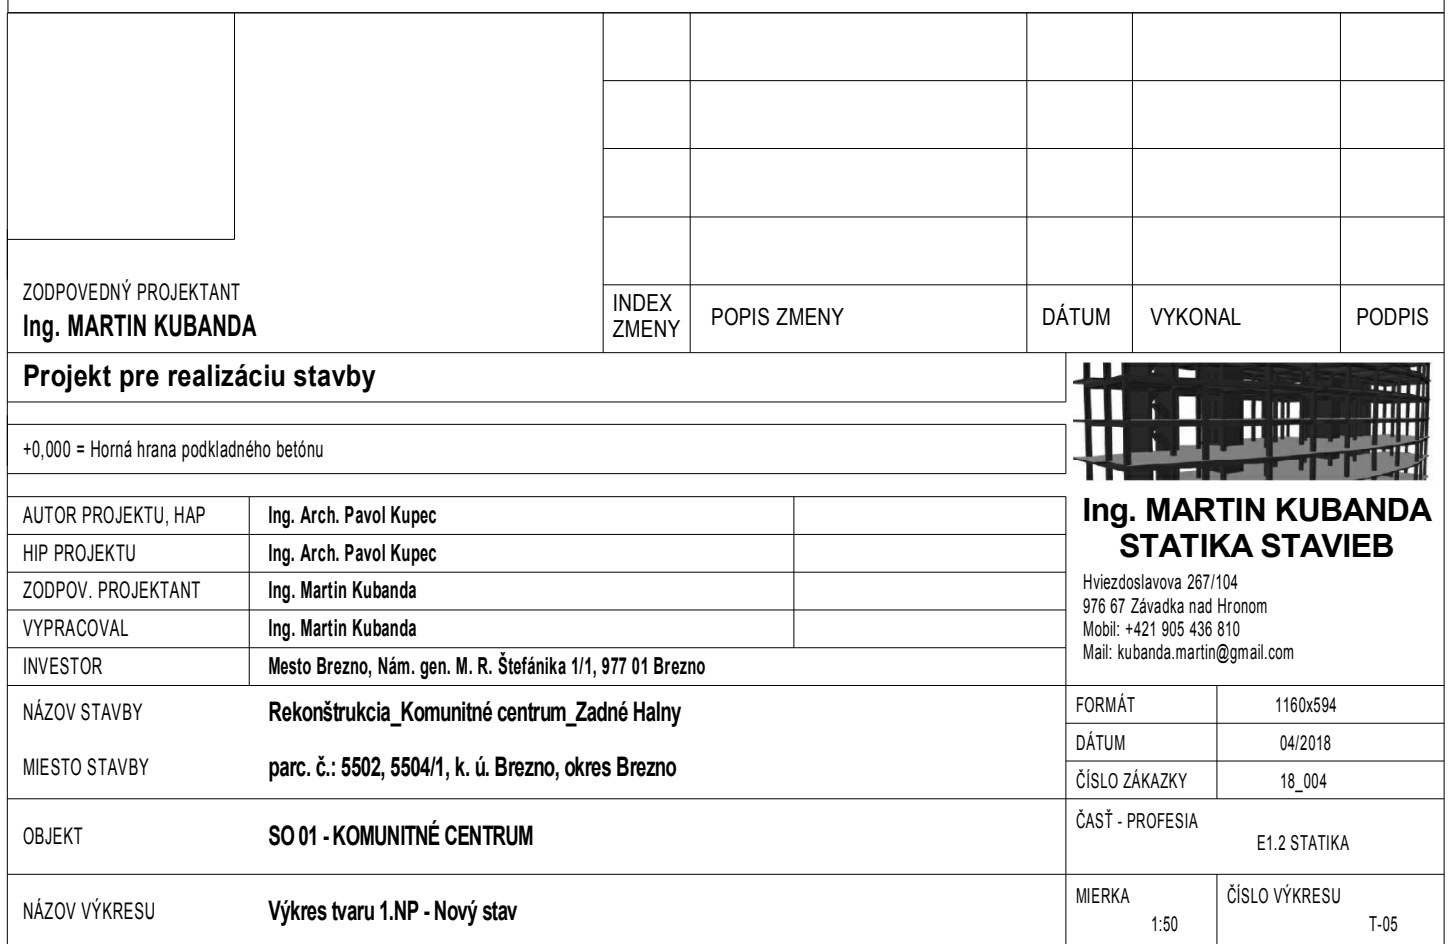 ZODPOVEDNÝ PROJEKTANT
Ing. MARTIN KUBANDA
INDEX ZMENY
POPIS ZMENY
DÁTUM
VYKONAL
PODPIS
Projekt pre realizáciu stavby
+0,000 = Horná hrana podkladného betónu
AUTOR PROJEKTU, HAP Ing. Arch. Pavol Kupec
HIP PROJEKTU Ing. Arch. Pavol Kupec
ZODPOV. PROJEKTANT Ing. Martin Kubanda
VYPRACOVAL Ing. Martin Kubanda
INVESTOR Mesto Brezno, Nám. gen. M. R. Štefánika 1/1, 977 01 Brezno
Ing. MARTIN KUBANDA
STATIKA STAVIEB
Hviezdoslavova 267/104
976 67 Závadka nad Hronom
Mobil: +421 905 436 810
Mail: kubanda.martin@gmail.com
NÁZOV STAVBY Rekonštrukcia_Komunitné centrum_Zadné Halny
MIESTO STAVBY parc. č.: 5502, 5504/1, k. ú. Brezno, okres Brezno
FORMÁT 1160x594
DÁTUM 04/2018
ČÍSLO ZÁKAZKY 18_004
OBJEKT SO 01 - KOMUNITNÉ CENTRUM
ČASŤ - PROFESIA
E1.2 STATIKA
NÁZOV VÝKRESU Výkres tvaru 1.NP - Nový stav
MIERKA
1:50
ČÍSLO VÝKRESU
T-05